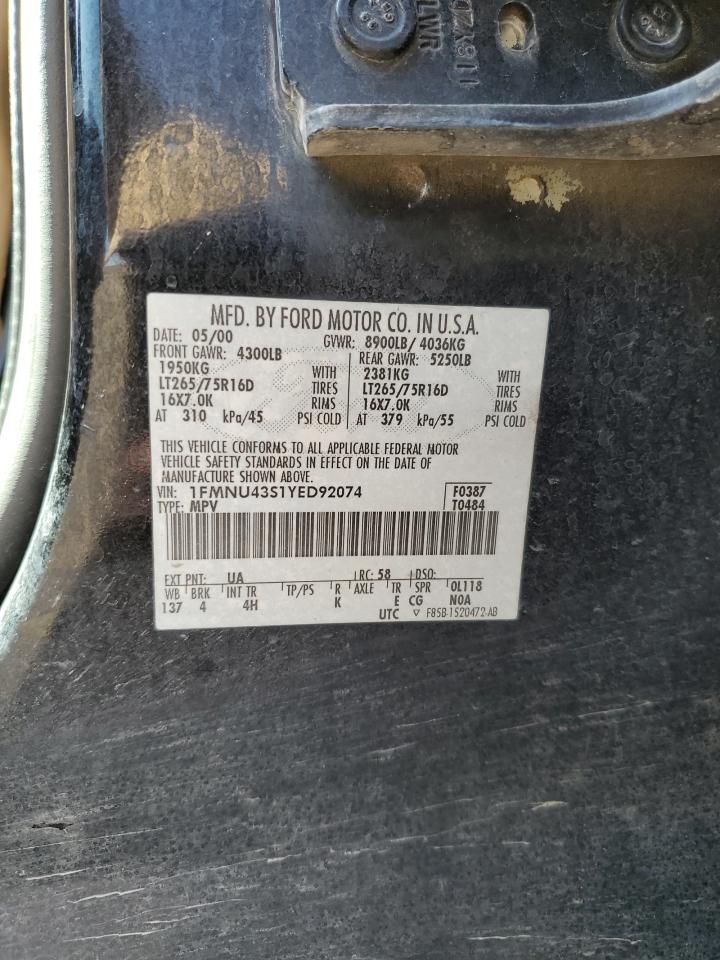 LWR
MFD. BY FORD MOTOR CO. IN U.S.A.
DATE: 05/00 GVWR: 8900LB/ 4036KG
FRONT GAWR: 4300LB REAR GAWR: 5250LB
1950KG WITH 2381KG WITH
LT265/75R16D TIRES LT265/75R16D TIRES
16X7.0K RIMS 16X7.0K RIMS
AT 310 kPa/45 PSI COLD AT 379 kPa/55 PSI COLD
THIS VEHICLE CONFORMS TO ALL APPLICABLE FEDERAL MOTOR
VEHICLE SAFETY STANDARDS IN EFFECT ON THE DATE OF
MANUFACTURE SHOWN ABOVE.
VIN: 1FMNU43S1YED92074 F0387
TYPE: MPV T0484
EXT PNT: UA RC: 58 DSO:
WB BRK INT TR TP/PS R AXLE TR SPR 0L118
137 4 4H K E CG N0A
UTC ▽ F85B-1520472-AB